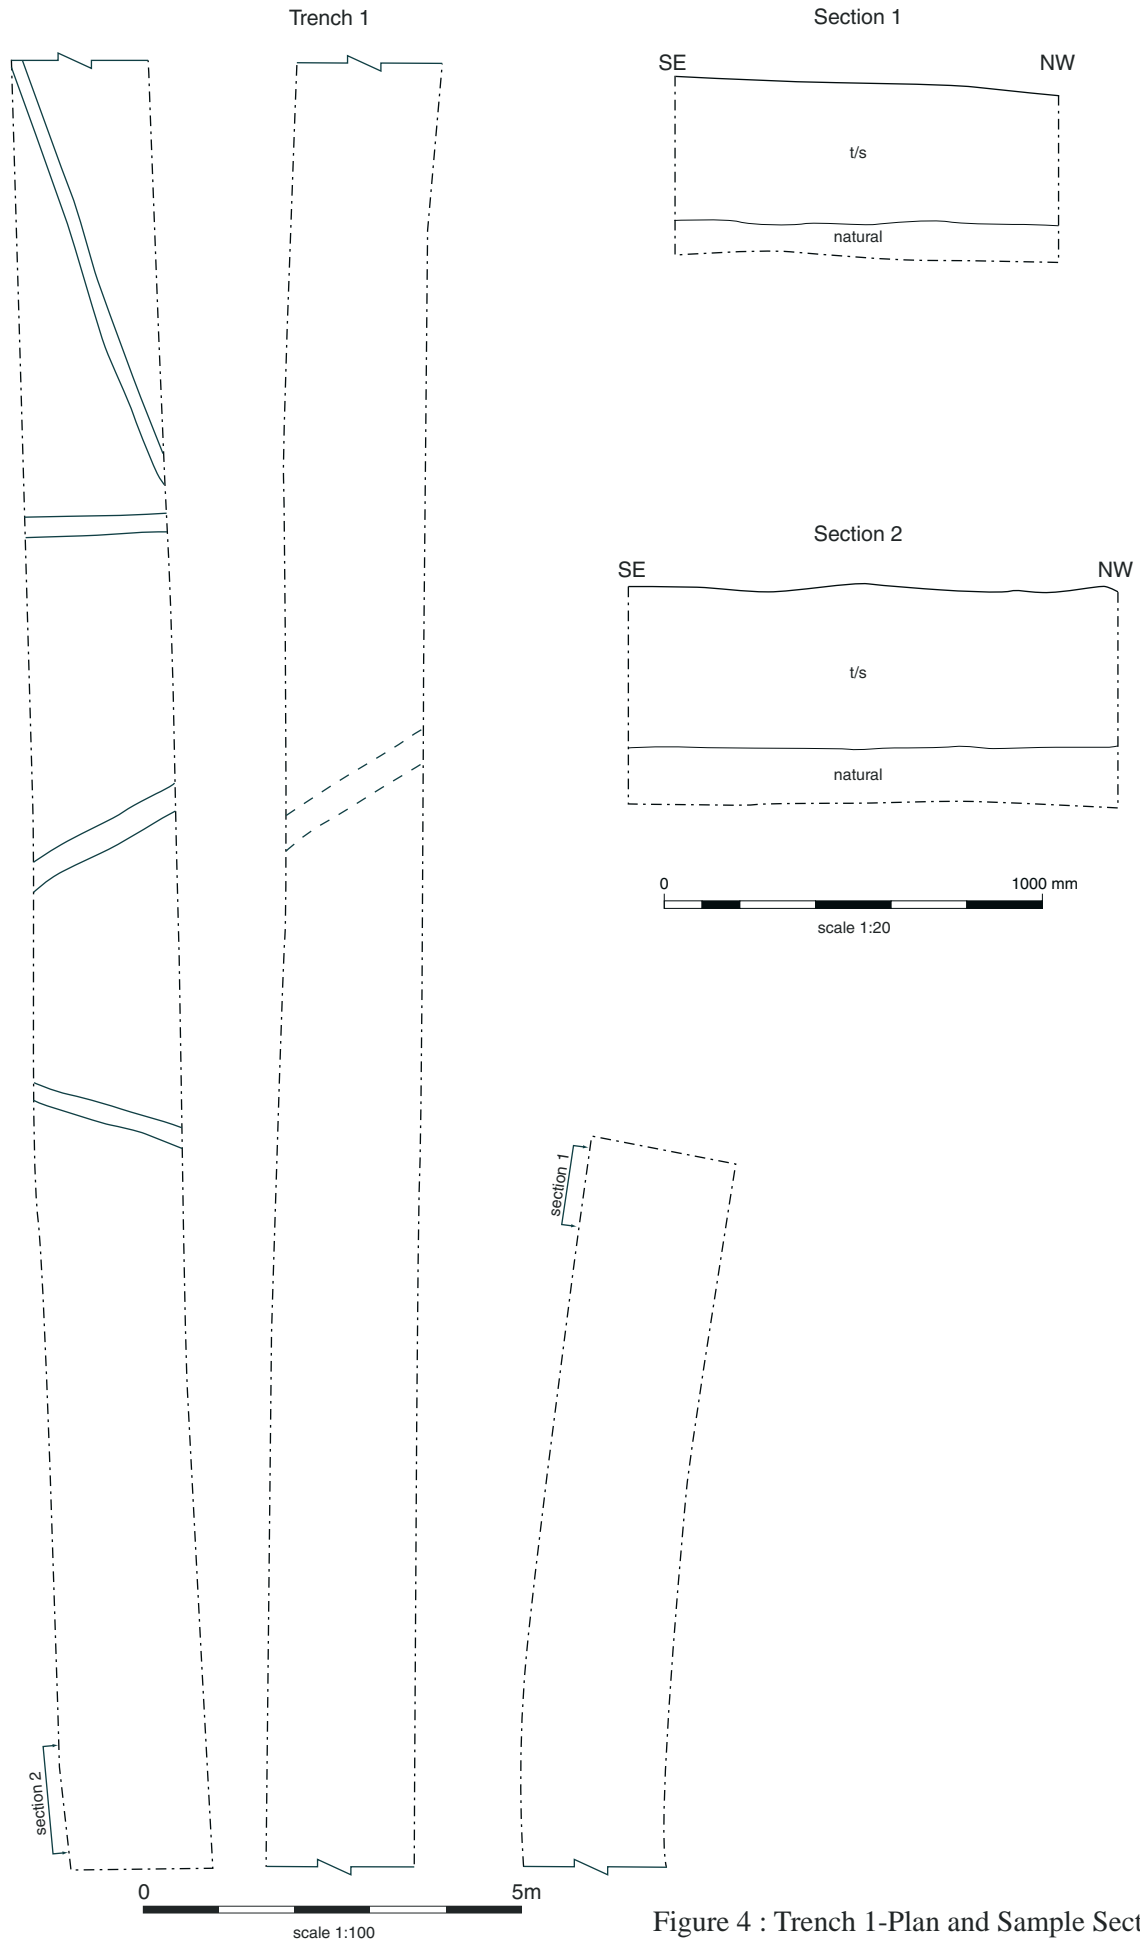 Trench 1
Section 1
SE
NW
t/s
natural
Section 2
SE
NW
t/s
natural
0
1000 mm
scale 1:20
section 1
section 2
0
5m
scale 1:100
Figure 4 : Trench 1-Plan and Sample Sect